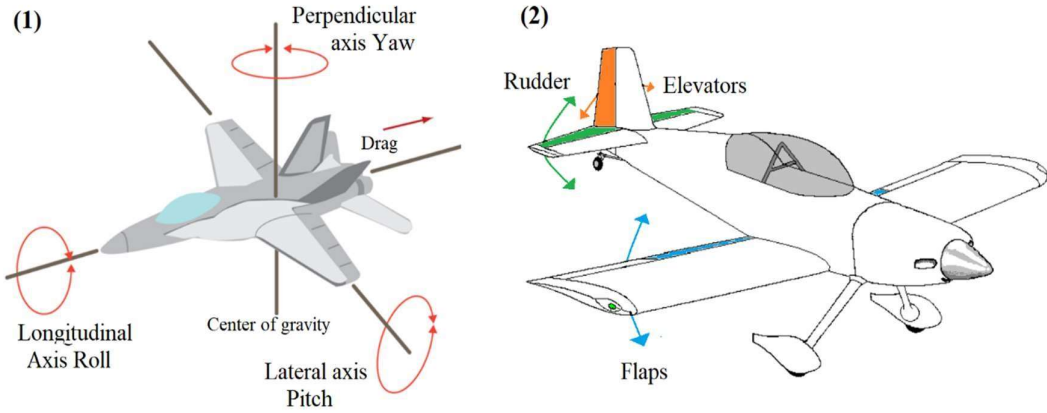 (1)
Perpendicular
axis Yaw
Drag
Longitudinal
Axis Roll
Center of gravity
Lateral axis
Pitch
(2)
Rudder
Elevators
Flaps